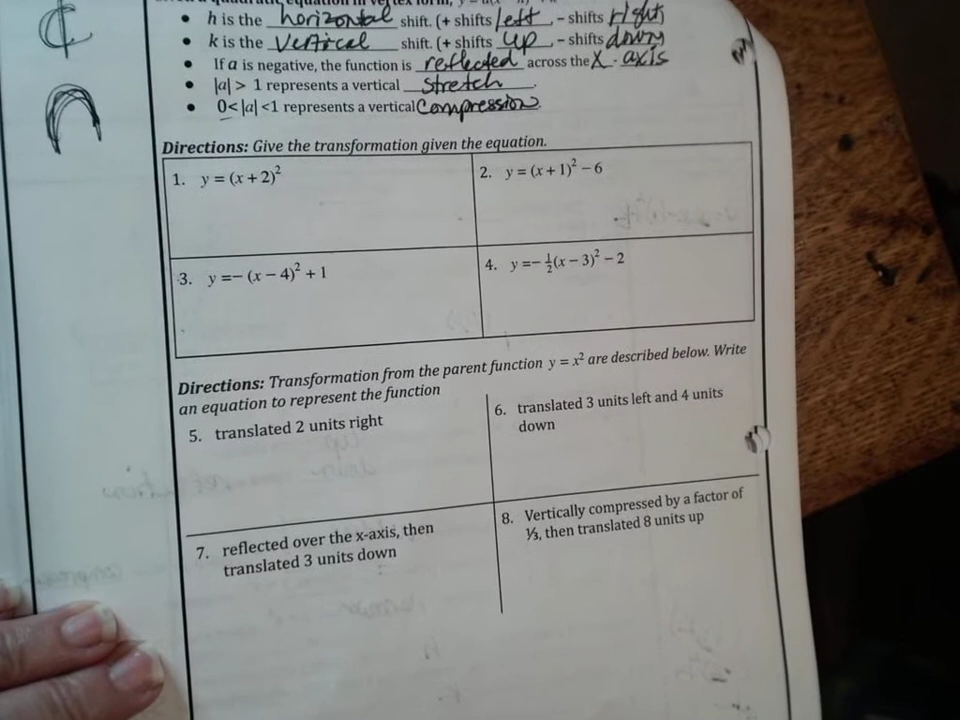 quadratic equation in vertex form, y =
• h is the horizontal shift. (+ shifts left, - shifts right
• k is the Vertical shift. (+ shifts up, - shifts down
• If a is negative, the function is reflected across the X-axis
• |a| > 1 represents a vertical stretch.
• 0<|a|<1 represents a vertical Compression.
Directions: Give the transformation given the equation.
1. y = (x + 2)²
2. y = (x + 1)² − 6
3. y =− (x − 4)² + 1
4. y =− ½(x − 3)² − 2
Directions: Transformation from the parent function y = x² are described below. Write
an equation to represent the function
5. translated 2 units right
6. translated 3 units left and 4 units
down
7. reflected over the x-axis, then
translated 3 units down
8. Vertically compressed by a factor of
⅓, then translated 8 units up